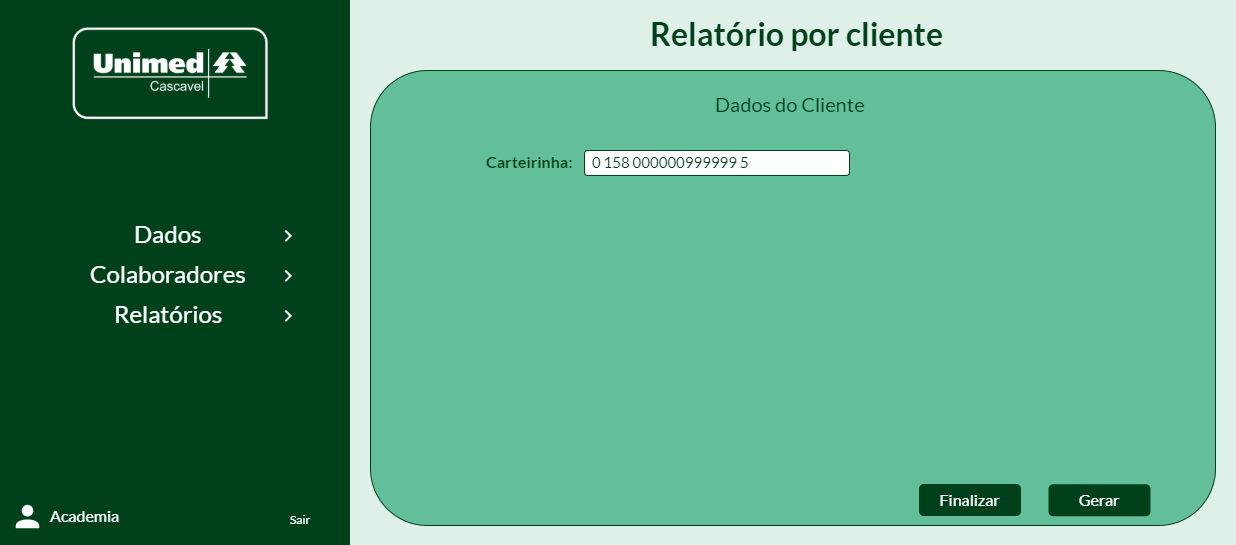 Unimed
Cascavel
Dados
Colaboradores
Relatórios
Academia
Sair
Relatório por cliente
Dados do Cliente
Carteirinha: 0 158 000000999999 5
Finalizar Gerar